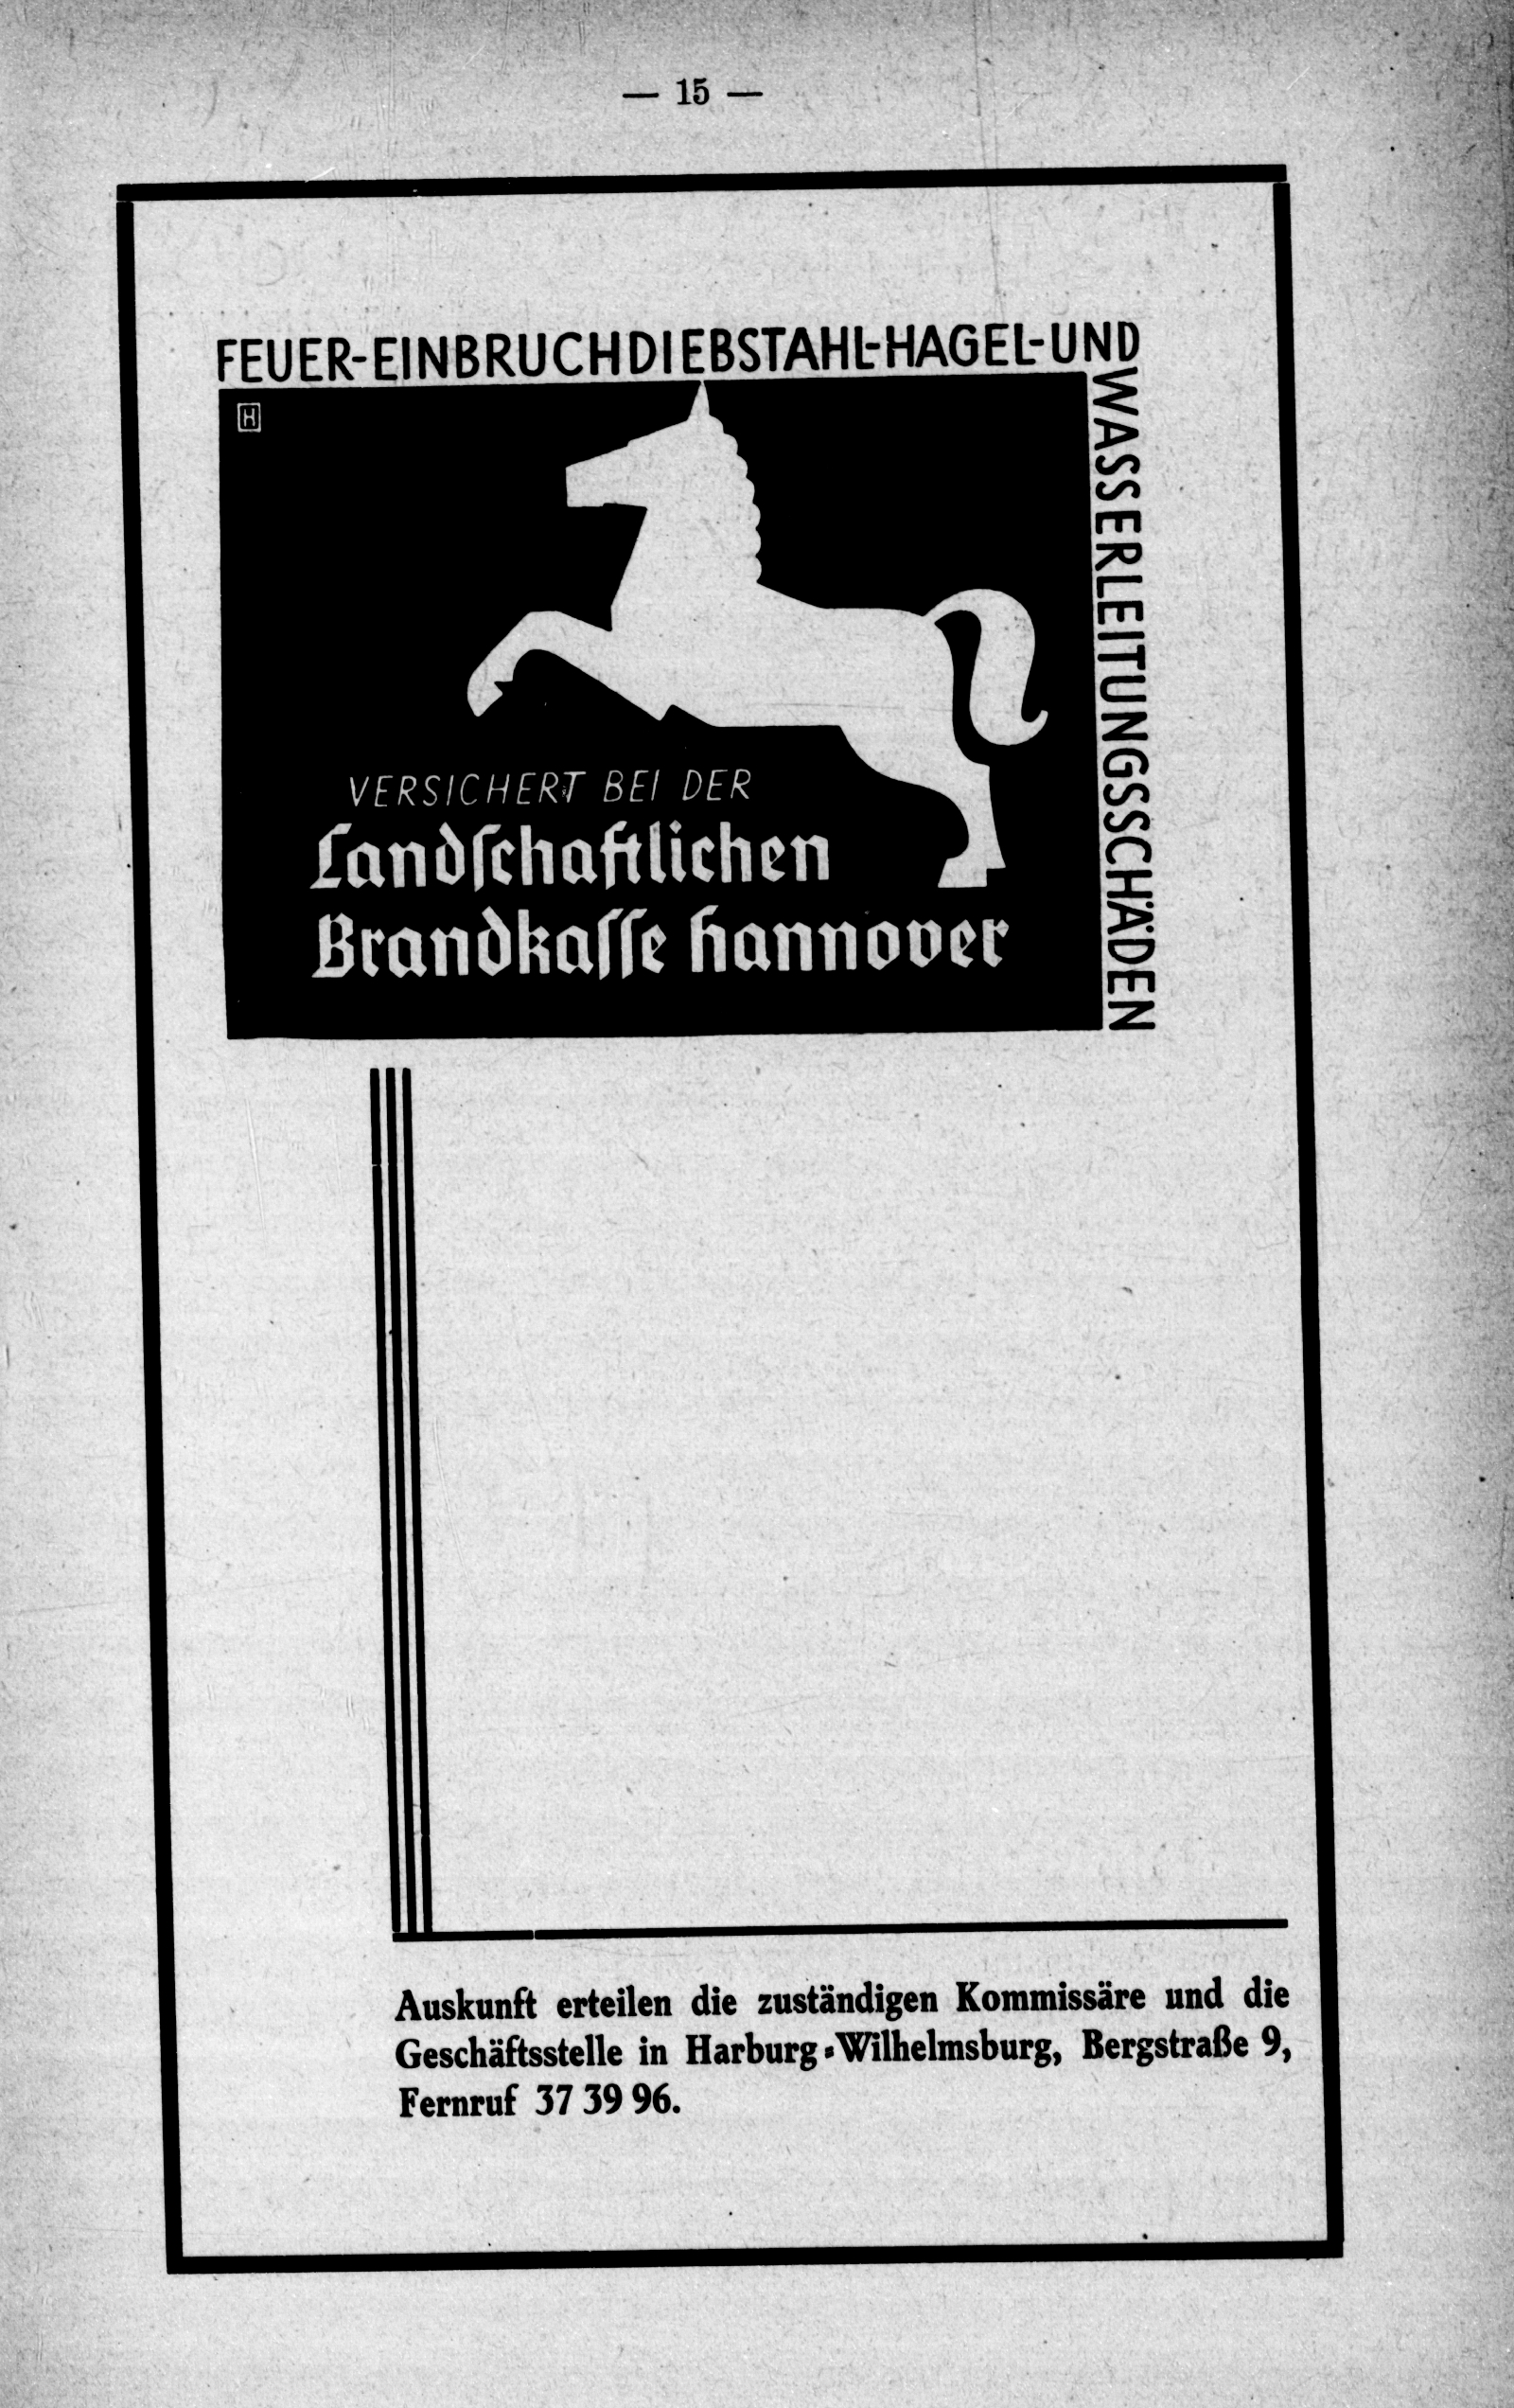 — 15 —
FEUER-EINBRUCHDIEBSTAHL-HAGEL-UND
WASSERLEITUNGSSCHÄDEN
H
VERSICHERT BEI DER
Landſchaftlichen
Brandkaſſe Hannover
Auskunft erteilen die zuständigen Kommissäre und die
Geschäftsstelle in Harburg-Wilhelmsburg, Bergstraße 9,
Fernruf 37 39 96.